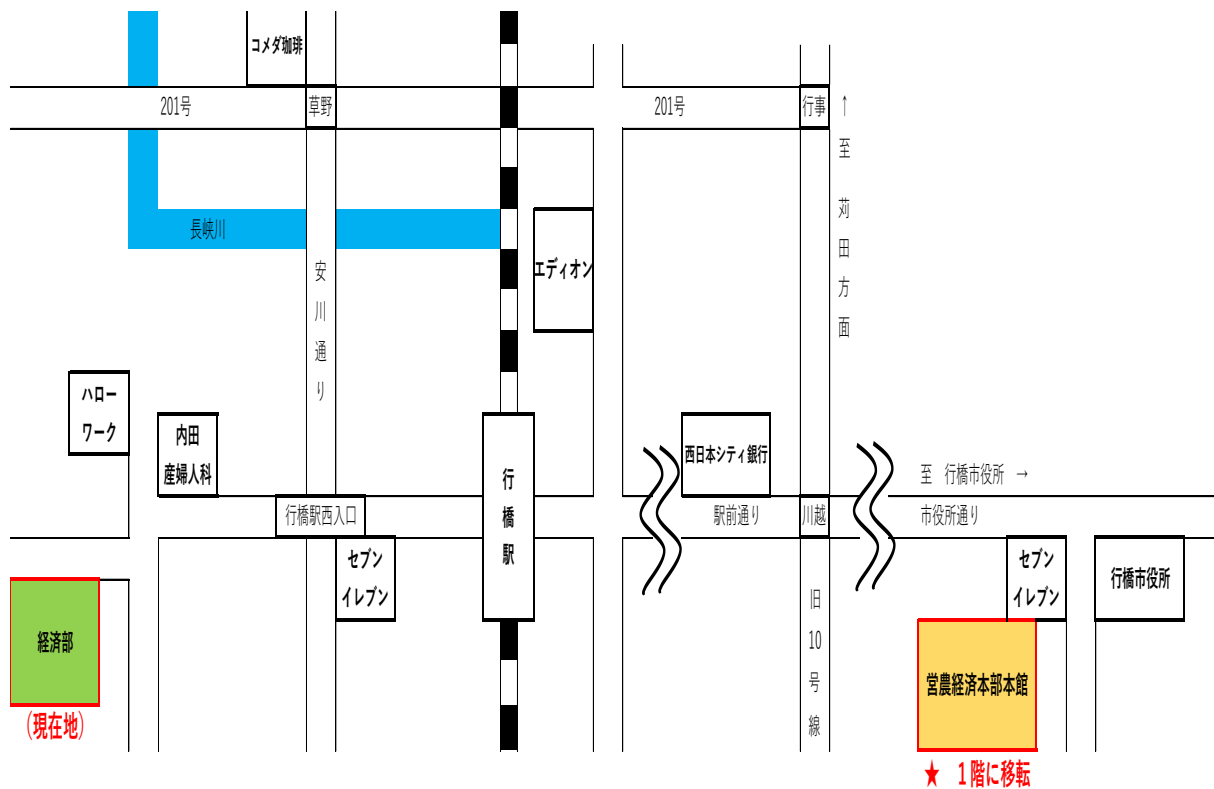 コメダ珈琲
201号
草野
201号
行事
↑至 苅田方面
長峡川
安川通り
エディオン
ハロー
ワーク
内田
産婦人科
西日本シティ銀行
至 行橋市役所 →
行橋駅
行橋駅西入口
駅前通り
川越
市役所通り
セブン
イレブン
セブン
イレブン
行橋市役所
旧10号線
経済部
(現在地)
営農経済本部本館
★ 1階に移転